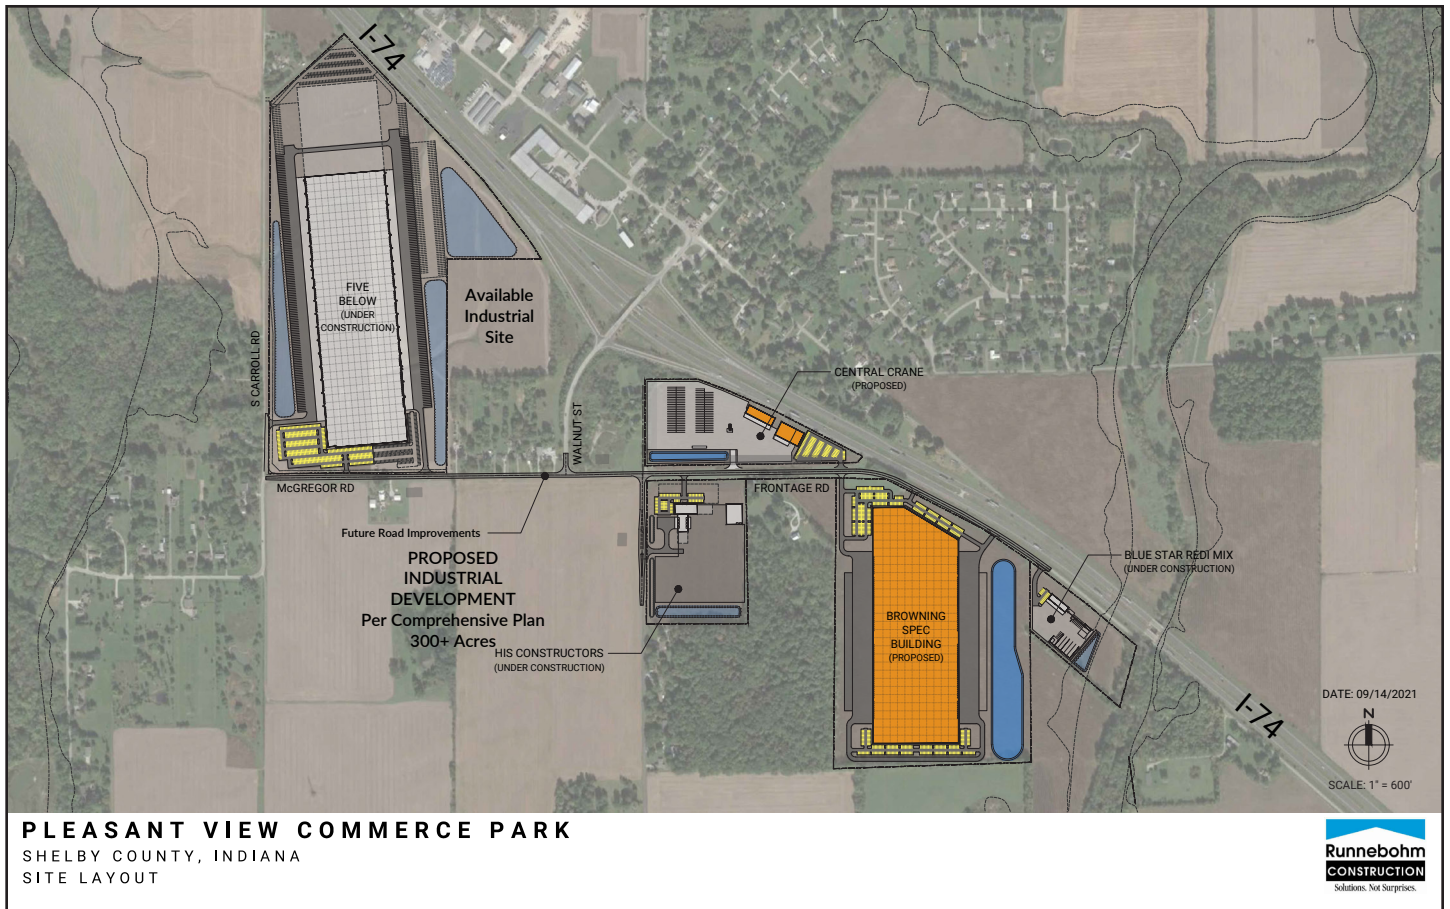 I-74
FIVE
BELOW
(UNDER
CONSTRUCTION)
Available
Industrial
Site
S CARROLL RD
WALNUT ST
CENTRAL CRANE
(PROPOSED)
McGREGOR RD
FRONTAGE RD
Future Road Improvements
PROPOSED
INDUSTRIAL
DEVELOPMENT
Per Comprehensive Plan
300+ Acres
HIS CONSTRUCTORS
(UNDER CONSTRUCTION)
BROWNING
SPEC
BUILDING
(PROPOSED)
BLUE STAR REDI MIX
(UNDER CONSTRUCTION)
I-74
DATE: 09/14/2021
N
SCALE: 1" = 600'
PLEASANT VIEW COMMERCE PARK
SHELBY COUNTY, INDIANA
SITE LAYOUT
Runnebohm
CONSTRUCTION
Solutions. Not Surprises.